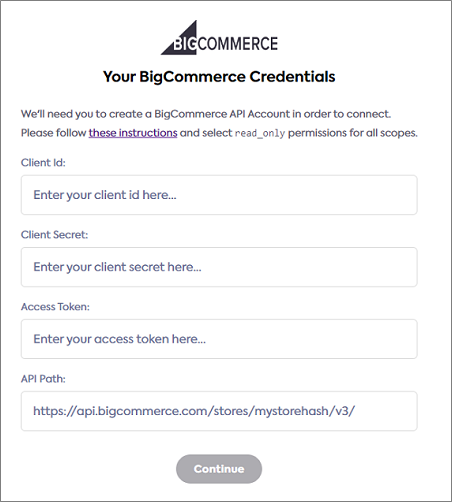 BIGCOMMERCE
Your BigCommerce Credentials
We'll need you to create a BigCommerce API Account in order to connect.
Please follow these instructions and select read_only permissions for all scopes.
Client Id:
Enter your client id here...
Client Secret:
Enter your client secret here...
Access Token:
Enter your access token here...
API Path:
https://api.bigcommerce.com/stores/mystorehash/v3/
Continue